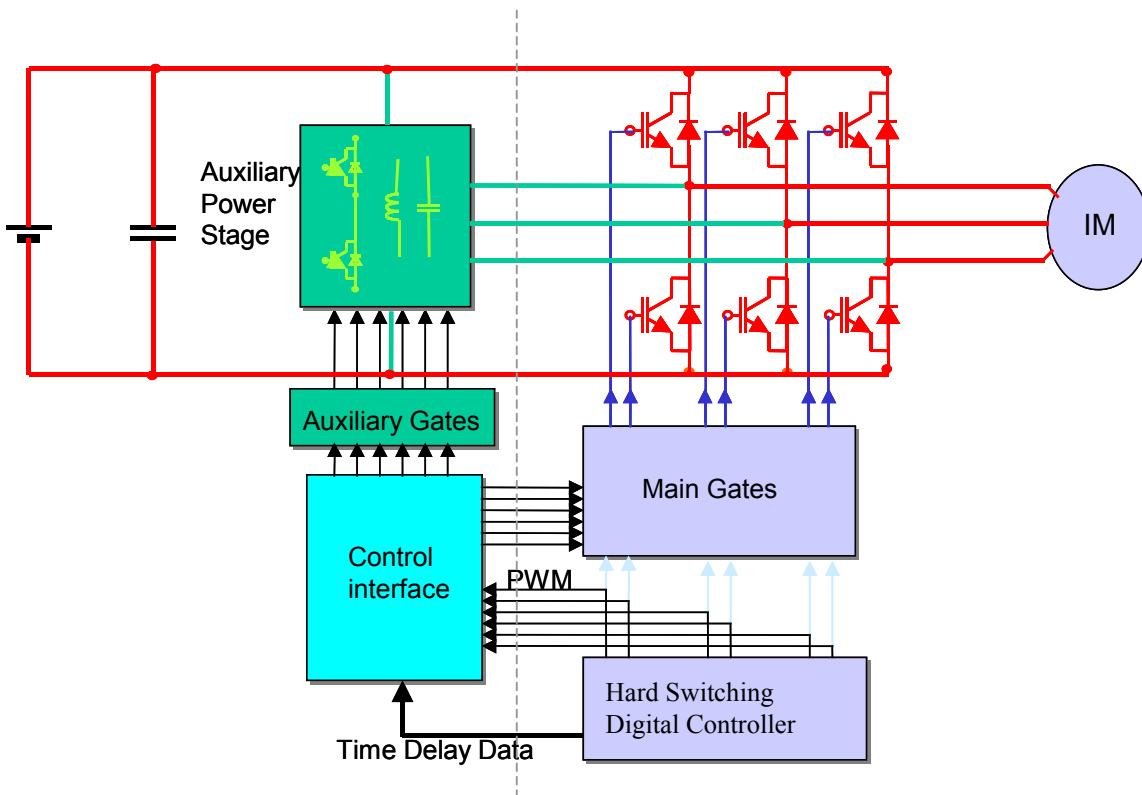 Auxiliary
Power
Stage
IM
Auxiliary Gates
Main Gates
Control
interface
PWM
Hard Switching
Digital Controller
Time Delay Data